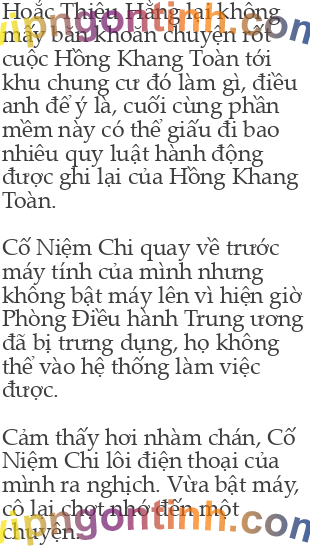 Hoắc Thiệu Hằng lại không
mấy băn khoăn chuyện rốt
cuộc Hồng Khang Toàn tới
khu chung cư đó làm gì, điều
anh để ý là, cuối cùng phần
mềm này có thể giấu đi bao
nhiêu quy luật hành động
được ghi lại của Hồng Khang
Toàn.
Cố Niệm Chi quay về trước
máy tính của mình nhưng
không bật máy lên vì hiện giờ
Phòng Điều hành Trung ương
đã bị trưng dụng, họ không
thể vào hệ thống làm việc
được.
Cảm thấy hơi nhàm chán, Cố
Niệm Chi lôi điện thoại của
mình ra nghịch. Vừa bật máy,
cô lại chợt nhớ đến một
chuyện.
vipngontinh.com
vipngontinh.com